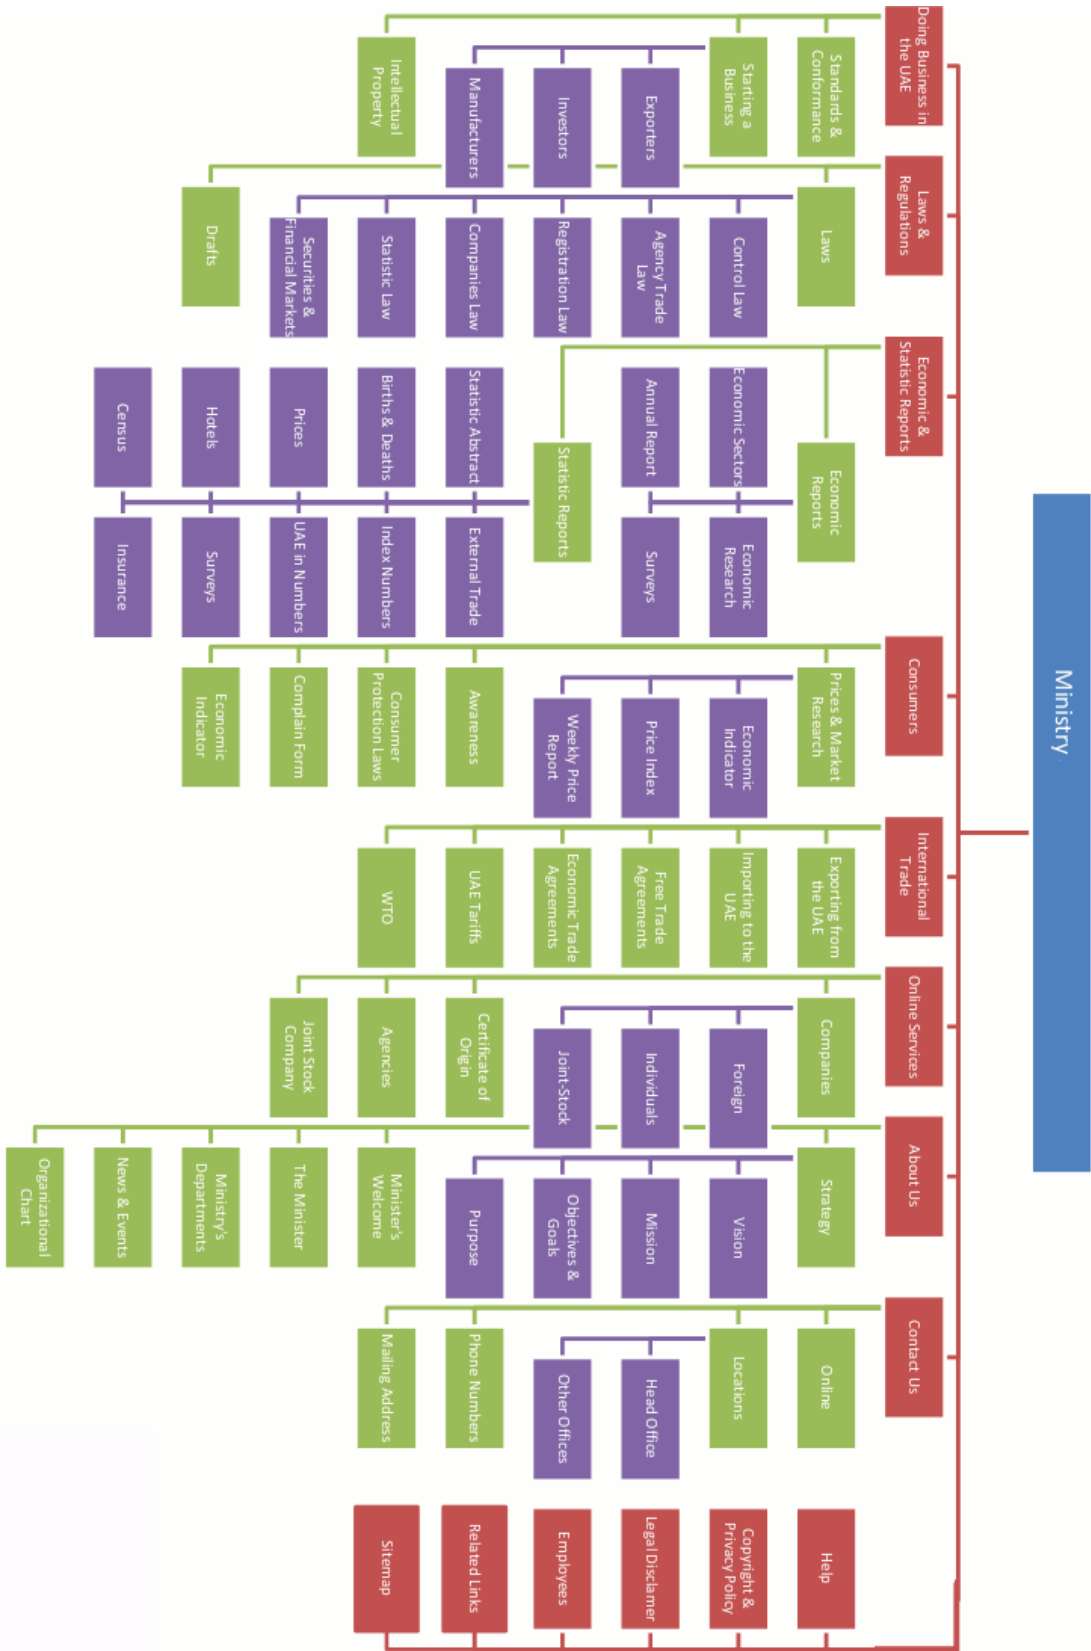 Ministry
Doing Business in
the UAE
Standards &
Conformance
Starting a
Business
Exporters
Investors
Manufacturers
Intellectual
Property
Laws &
Regulations
Laws
Control Law
Agency Trade
Law
Registration Law
Companies Law
Statistic Law
Securities &
Financial Markets
Drafts
Economic &
Statistic Reports
Economic
Reports
Economic Sectors
Economic
Research
Annual Report
Surveys
Statistic Reports
Statistic Abstract
External Trade
Births & Deaths
Index Numbers
Prices
UAE in Numbers
Hotels
Surveys
Census
Insurance
Consumers
Prices & Market
Research
Economic
Indicator
Price Index
Weekly Price
Report
Awareness
Consumer
Protection Laws
Complain Form
Economic
Indicator
International
Trade
Exporting from
the UAE
Importing to the
UAE
Free Trade
Agreements
Economic Trade
Agreements
UAE Tariffs
WTO
Online Services
Companies
Foreign
Individuals
Joint-Stock
Certificate of
Origin
Agencies
Joint Stock
Company
About Us
Strategy
Vision
Mission
Objectives &
Goals
Purpose
Minister's
Welcome
The Minister
Ministry's
Departments
News & Events
Organizational
Chart
Contact Us
Online
Locations
Head Office
Other Offices
Phone Numbers
Mailing Address
Help
Copyright &
Privacy Policy
Legal Disclamer
Employees
Related Links
Sitemap